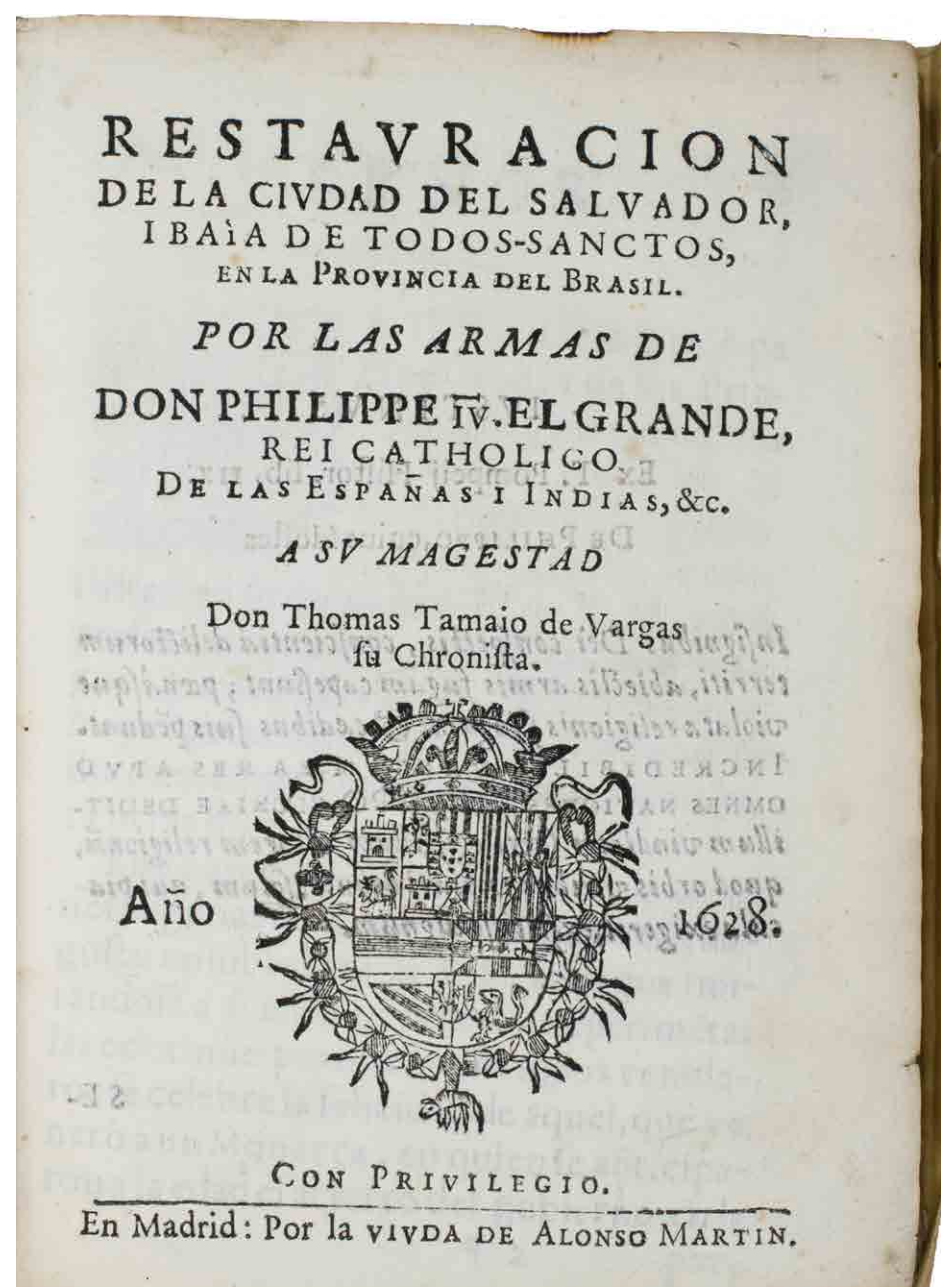 RESTAVRACION
DE LA CIVDAD DEL SALVADOR,
I BAìA DE TODOS-SANCTOS,
EN LA PROVINCIA DEL BRASIL.
POR LAS ARMAS DE
DON PHILIPPE IV. EL GRANDE,
REI CATHOLICO
DE LAS ESPAÑAS I INDIAS, &c.
A SV MAGESTAD
Don Thomas Tamaio de Vargas
ſu Chroniſta.
Año 1628.
CON PRIVILEGIO.
En Madrid: Por la VIVDA DE ALONSO MARTIN.